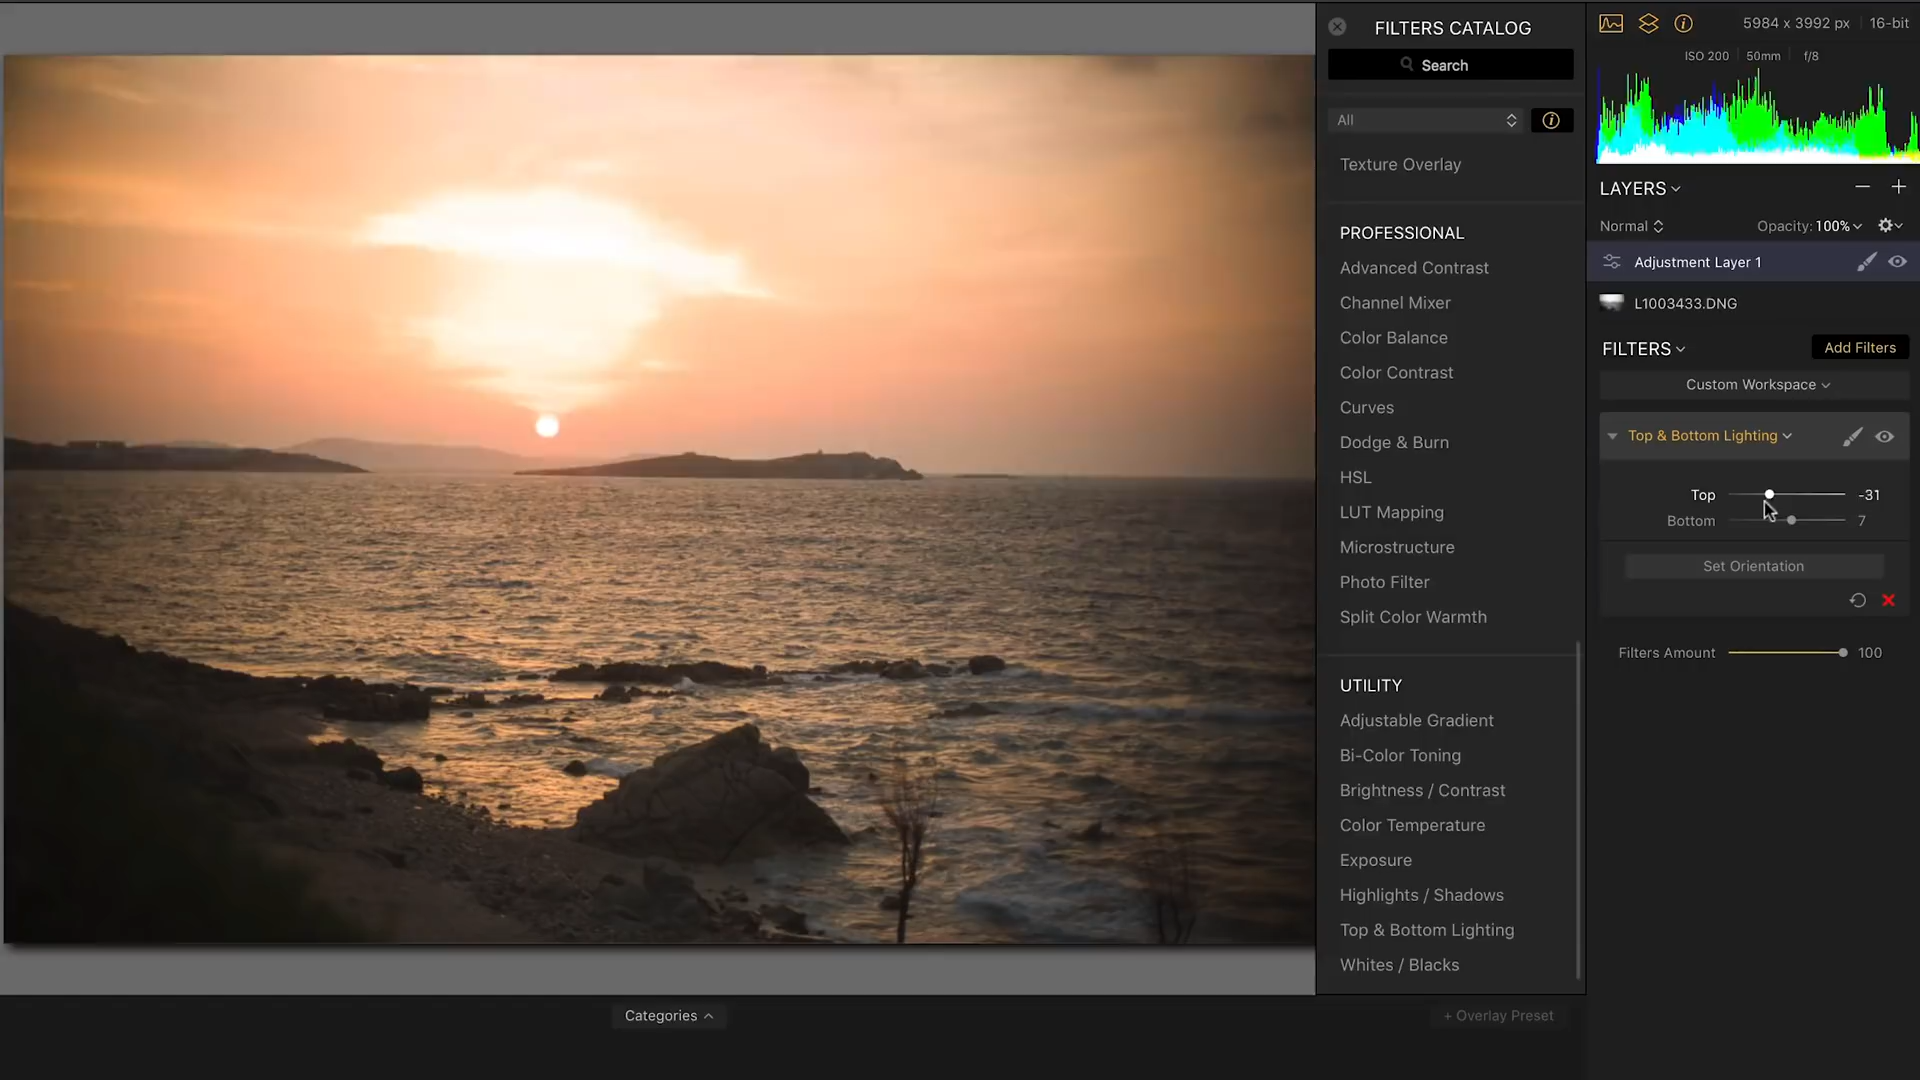 FILTERS CATALOG
Search
All
Texture Overlay
PROFESSIONAL
Advanced Contrast
Channel Mixer
Color Balance
Color Contrast
Curves
Dodge & Burn
HSL
LUT Mapping
Microstructure
Photo Filter
Split Color Warmth
UTILITY
Adjustable Gradient
Bi-Color Toning
Brightness / Contrast
Color Temperature
Exposure
Highlights / Shadows
Top & Bottom Lighting
Whites / Blacks
5984 x 3992 px 16-bit
ISO 200 50mm f/8
LAYERS
Normal Opacity: 100%
Adjustment Layer 1
L1003433.DNG
FILTERS Add Filters
Custom Workspace
Top & Bottom Lighting
Top -31
Bottom 7
Set Orientation
Filters Amount 100
Categories
+ Overlay Preset